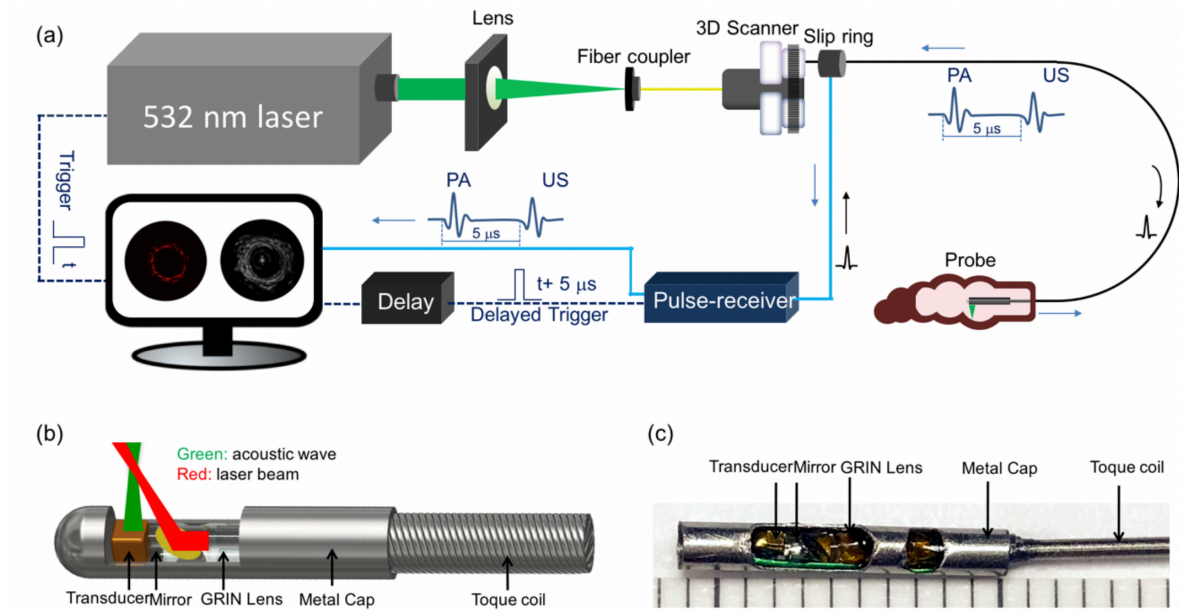 (a)
Lens
3D Scanner
Slip ring
Fiber coupler
532 nm laser
PA US
5 μs
Trigger
t
PA US
5 μs
t+ 5 μs
Delay
Delayed Trigger
Pulse-receiver
Probe
(b)
Green: acoustic wave
Red: laser beam
Transducer Mirror GRIN Lens Metal Cap Toque coil
(c)
Transducer Mirror GRIN Lens Metal Cap Toque coil